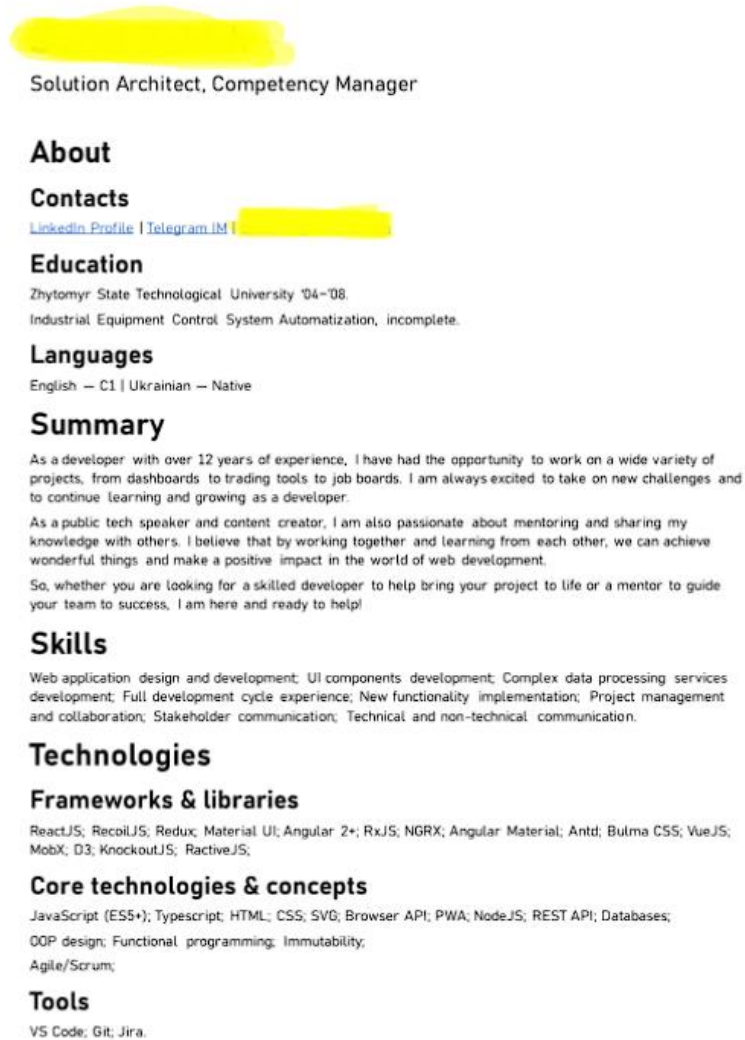 Solution Architect, Competency Manager
About
Contacts
LinkedIn Profile | Telegram IM |
Education
Zhytomyr State Technological University '04–'08.
Industrial Equipment Control System Automatization, incomplete.
Languages
English — C1 | Ukrainian — Native
Summary
As a developer with over 12 years of experience, I have had the opportunity to work on a wide variety of
projects, from dashboards to trading tools to job boards. I am always excited to take on new challenges and
to continue learning and growing as a developer.
As a public tech speaker and content creator, I am also passionate about mentoring and sharing my
knowledge with others. I believe that by working together and learning from each other, we can achieve
wonderful things and make a positive impact in the world of web development.
So, whether you are looking for a skilled developer to help bring your project to life or a mentor to guide
your team to success, I am here and ready to help!
Skills
Web application design and development; UI components development; Complex data processing services
development; Full development cycle experience; New functionality implementation; Project management
and collaboration; Stakeholder communication; Technical and non-technical communication.
Technologies
Frameworks & libraries
ReactJS; RecoilJS; Redux; Material UI; Angular 2+; RxJS; NGRX; Angular Material; Antd; Bulma CSS; VueJS;
MobX; D3; KnockoutJS; RactiveJS;
Core technologies & concepts
JavaScript (ES5+); Typescript; HTML; CSS; SVG; Browser API; PWA; NodeJS; REST API; Databases;
OOP design; Functional programming; Immutability;
Agile/Scrum;
Tools
VS Code; Git; Jira.